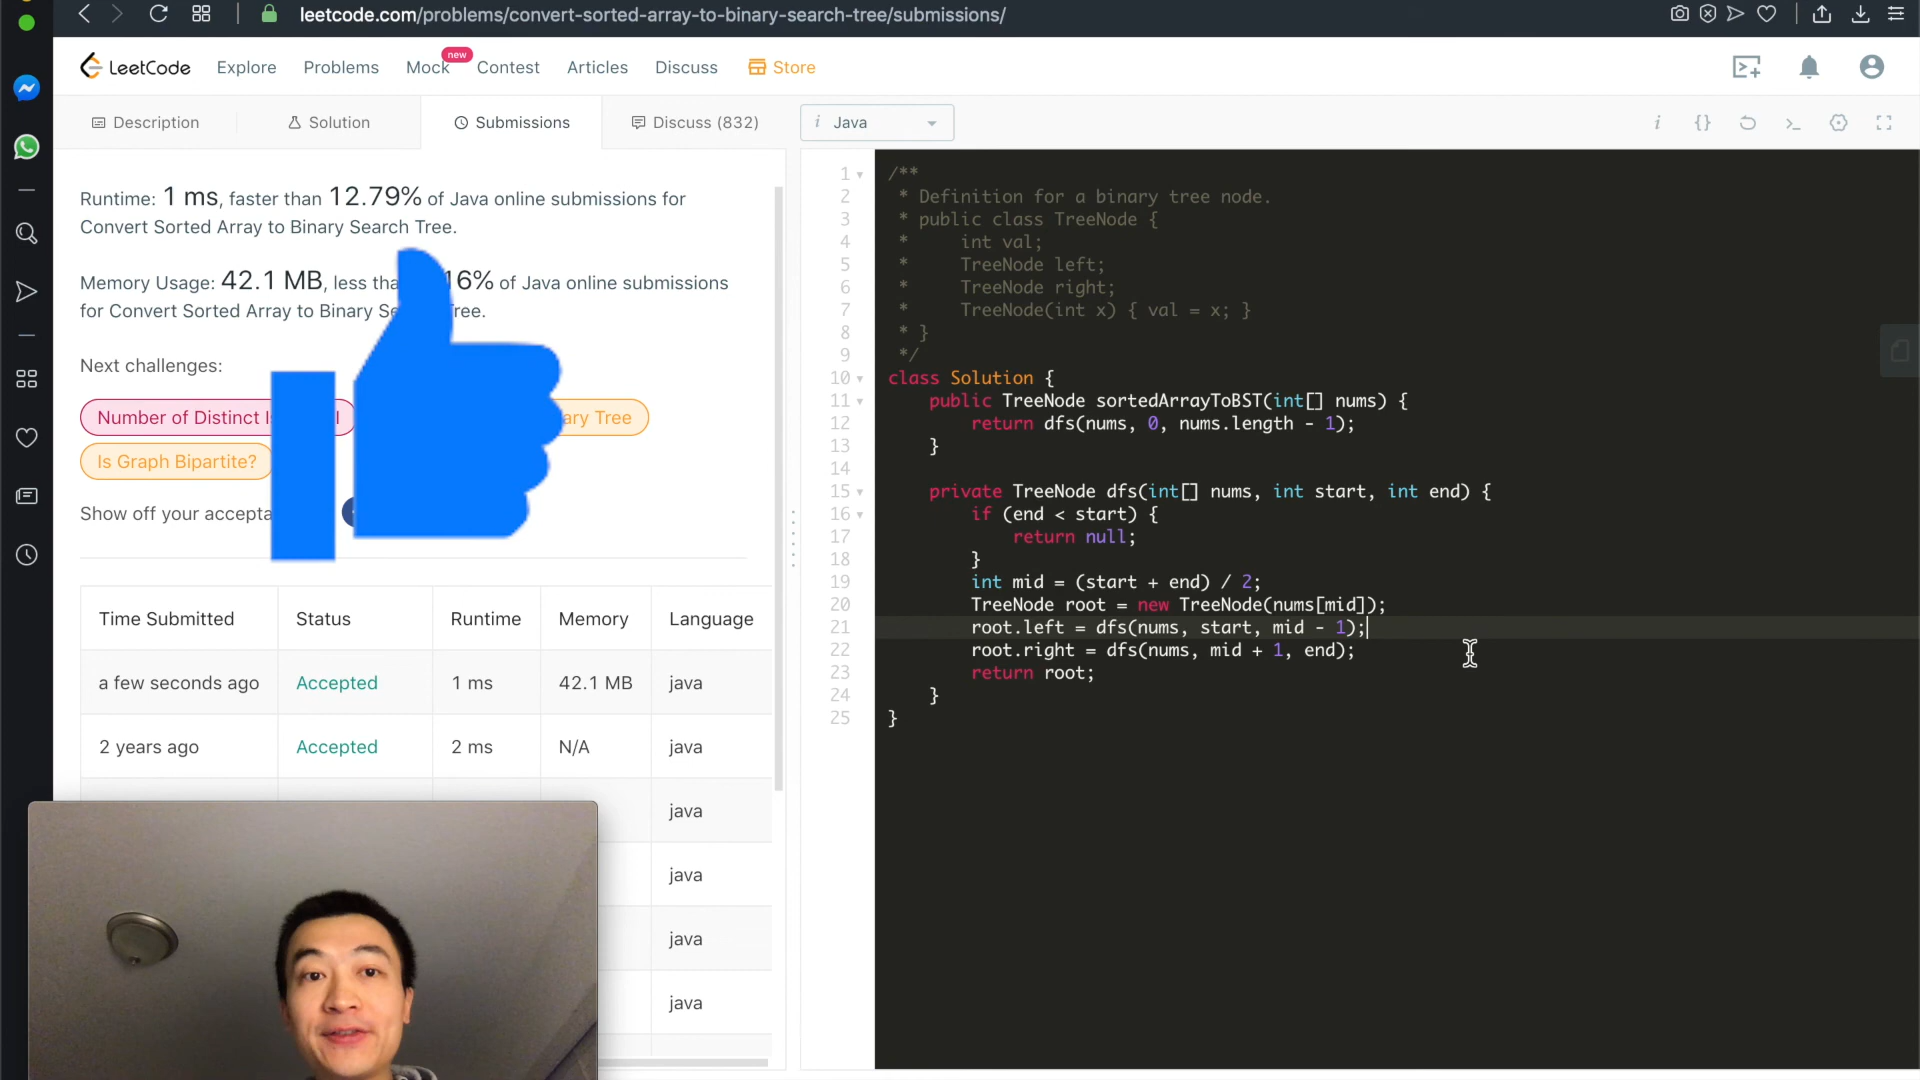 leetcode.com/problems/convert-sorted-array-to-binary-search-tree/submissions/
LeetCode Explore Problems Mock new Contest Articles Discuss Store
Description Solution Submissions Discuss (832) i Java
Runtime: 1 ms, faster than 12.79% of Java online submissions for
Convert Sorted Array to Binary Search Tree.
Memory Usage: 42.1 MB, less of Java online submissions
for Convert Sorted Array to Binary
Next challenges:
Number of Distinct
Is Graph Bipartite?
Show off your
Time Submitted Status Runtime Memory Language
a few seconds ago Accepted 1 ms 42.1 MB java
2 years ago Accepted 2 ms N/A java
java
java
java
java
1 /**
2 * Definition for a binary tree node.
3 * public class TreeNode {
4 * int val;
5 * TreeNode left;
6 * TreeNode right;
7 * TreeNode(int x) { val = x; }
8 * }
9 */
10 class Solution {
11 public TreeNode sortedArrayToBST(int[] nums) {
12 return dfs(nums, 0, nums.length - 1);
13 }
14
15 private TreeNode dfs(int[] nums, int start, int end) {
16 if (end < start) {
17 return null;
18 }
19 int mid = (start + end) / 2;
20 TreeNode root = new TreeNode(nums[mid]);
21 root.left = dfs(nums, start, mid - 1);
22 root.right = dfs(nums, mid + 1, end);
23 return root;
24 }
25 }